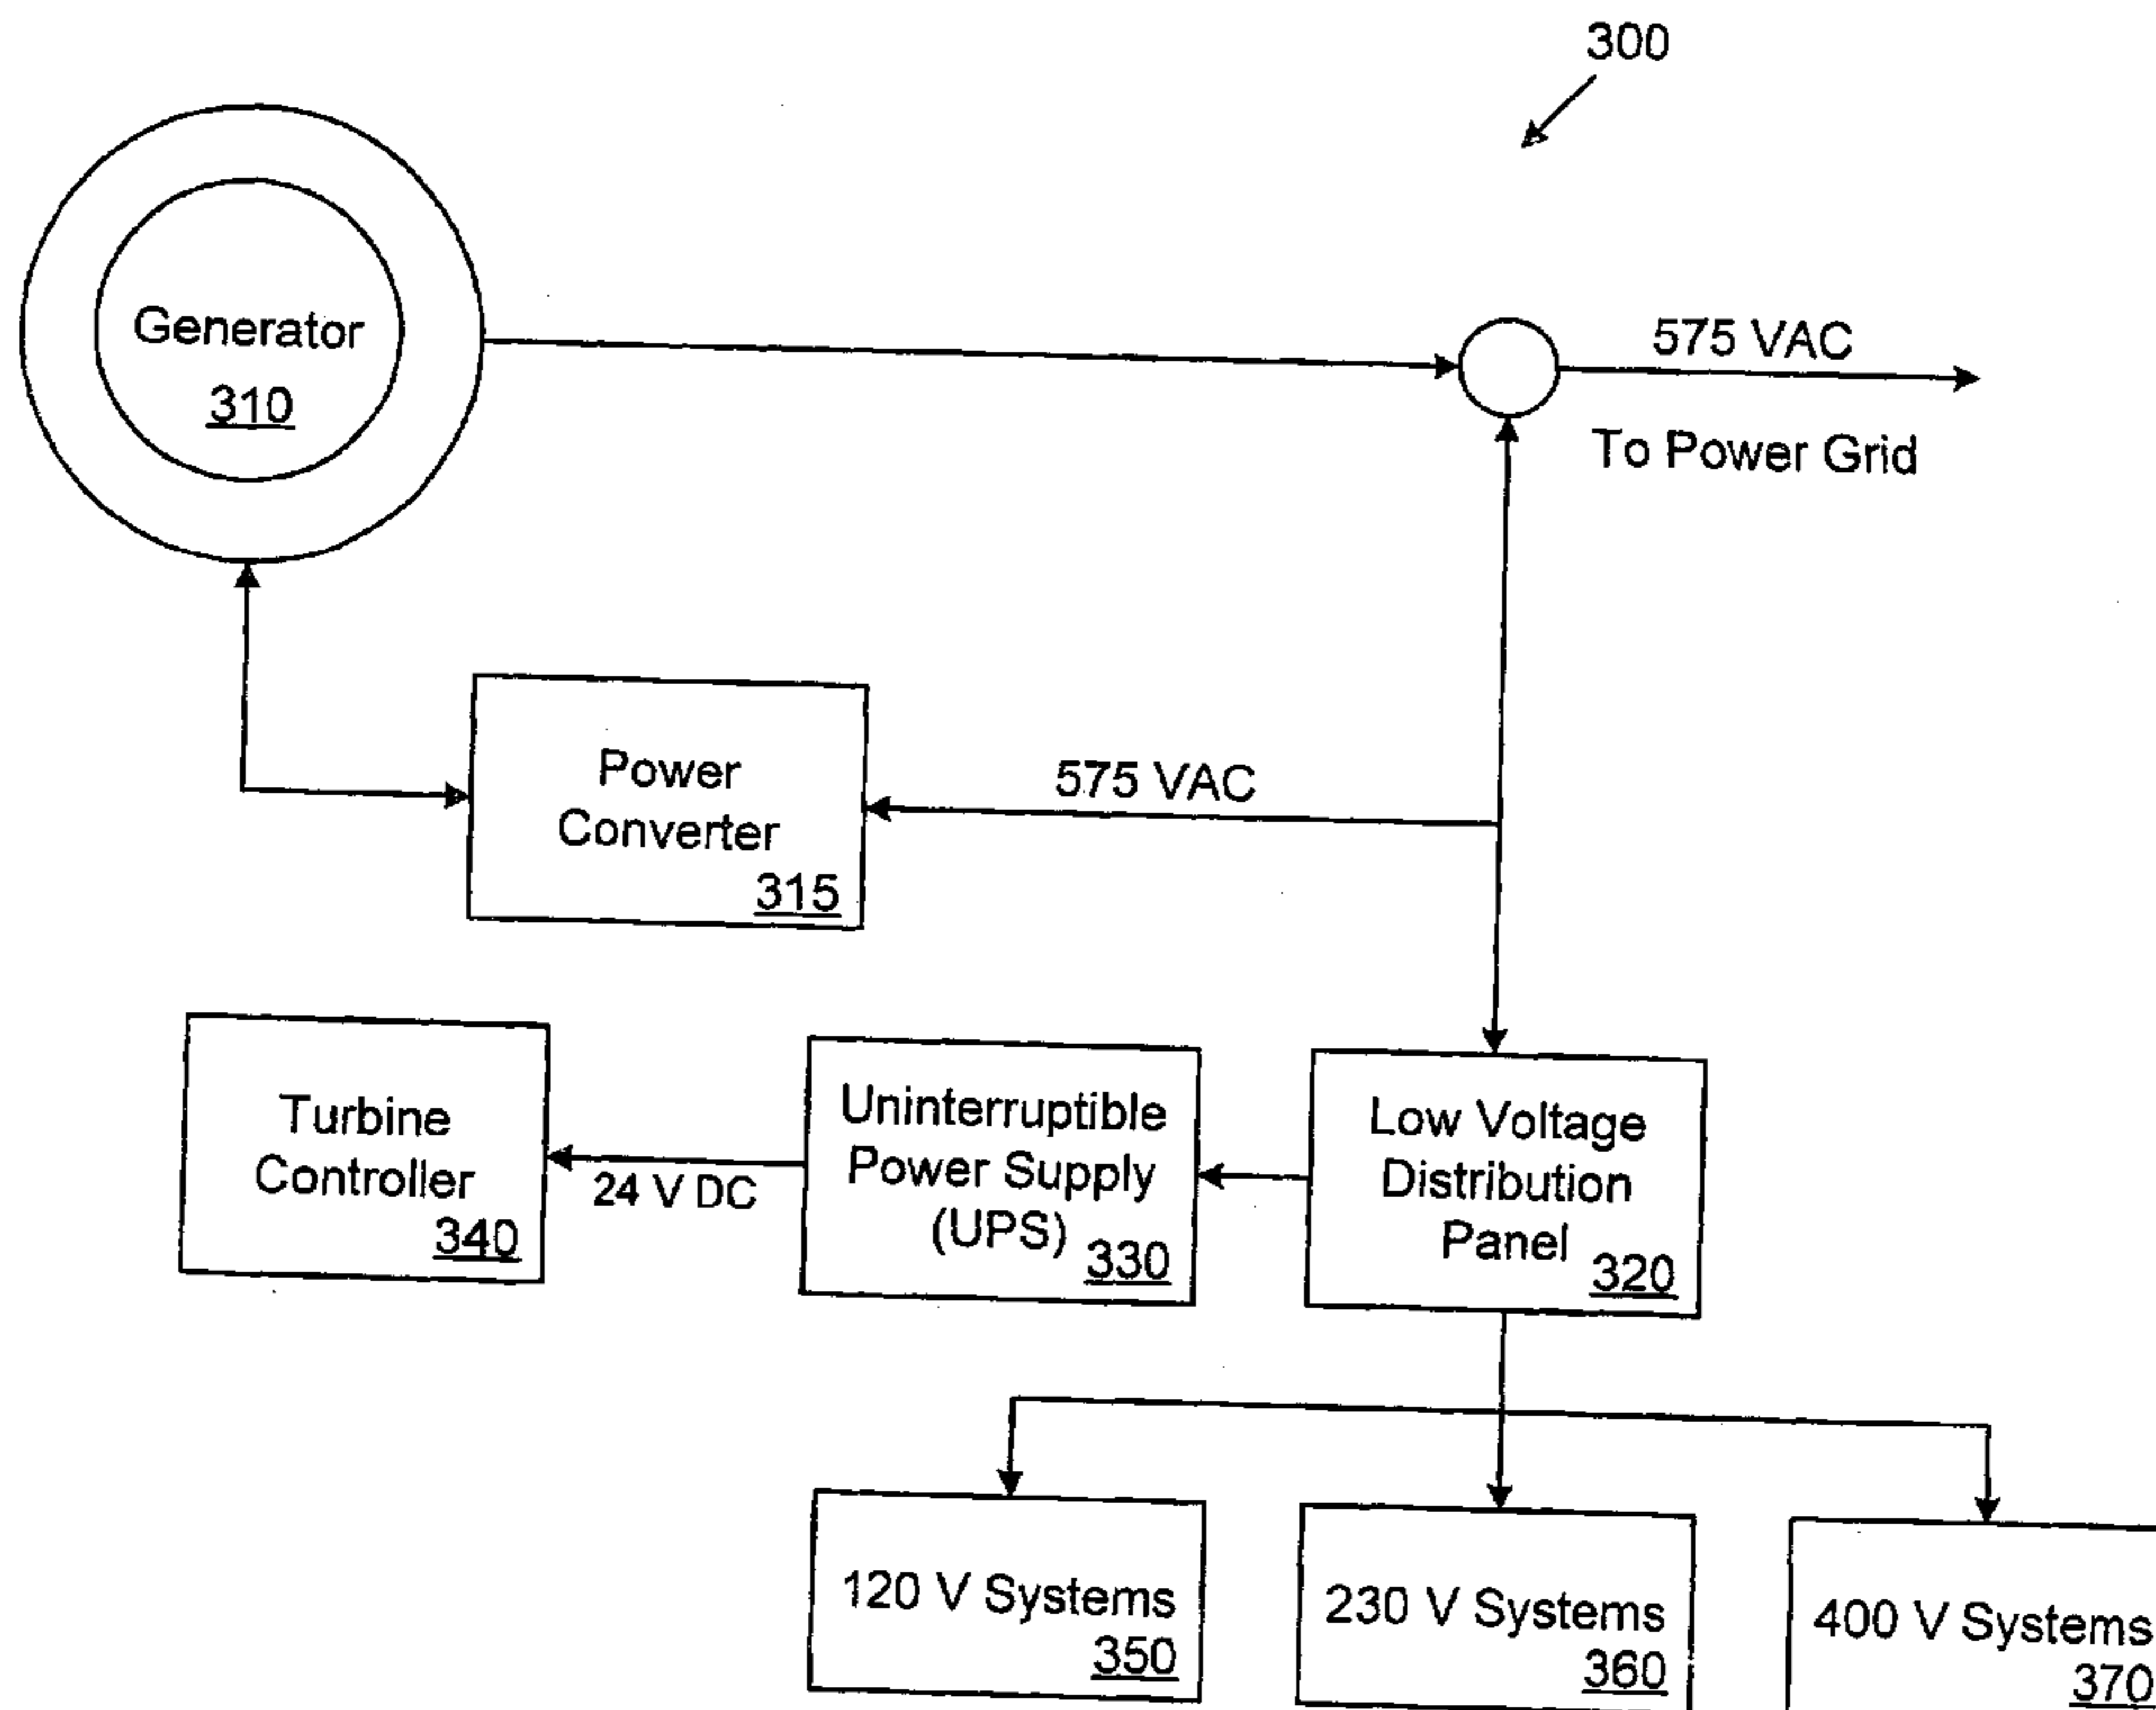 300
Generator
310
575 VAC
To Power Grid
Power
Converter
315
575 VAC
Turbine
Controller
340
24 V DC
Uninterruptible
Power Supply
(UPS)
330
Low Voltage
Distribution
Panel
320
120 V Systems
350
230 V Systems
360
400 V Systems
370